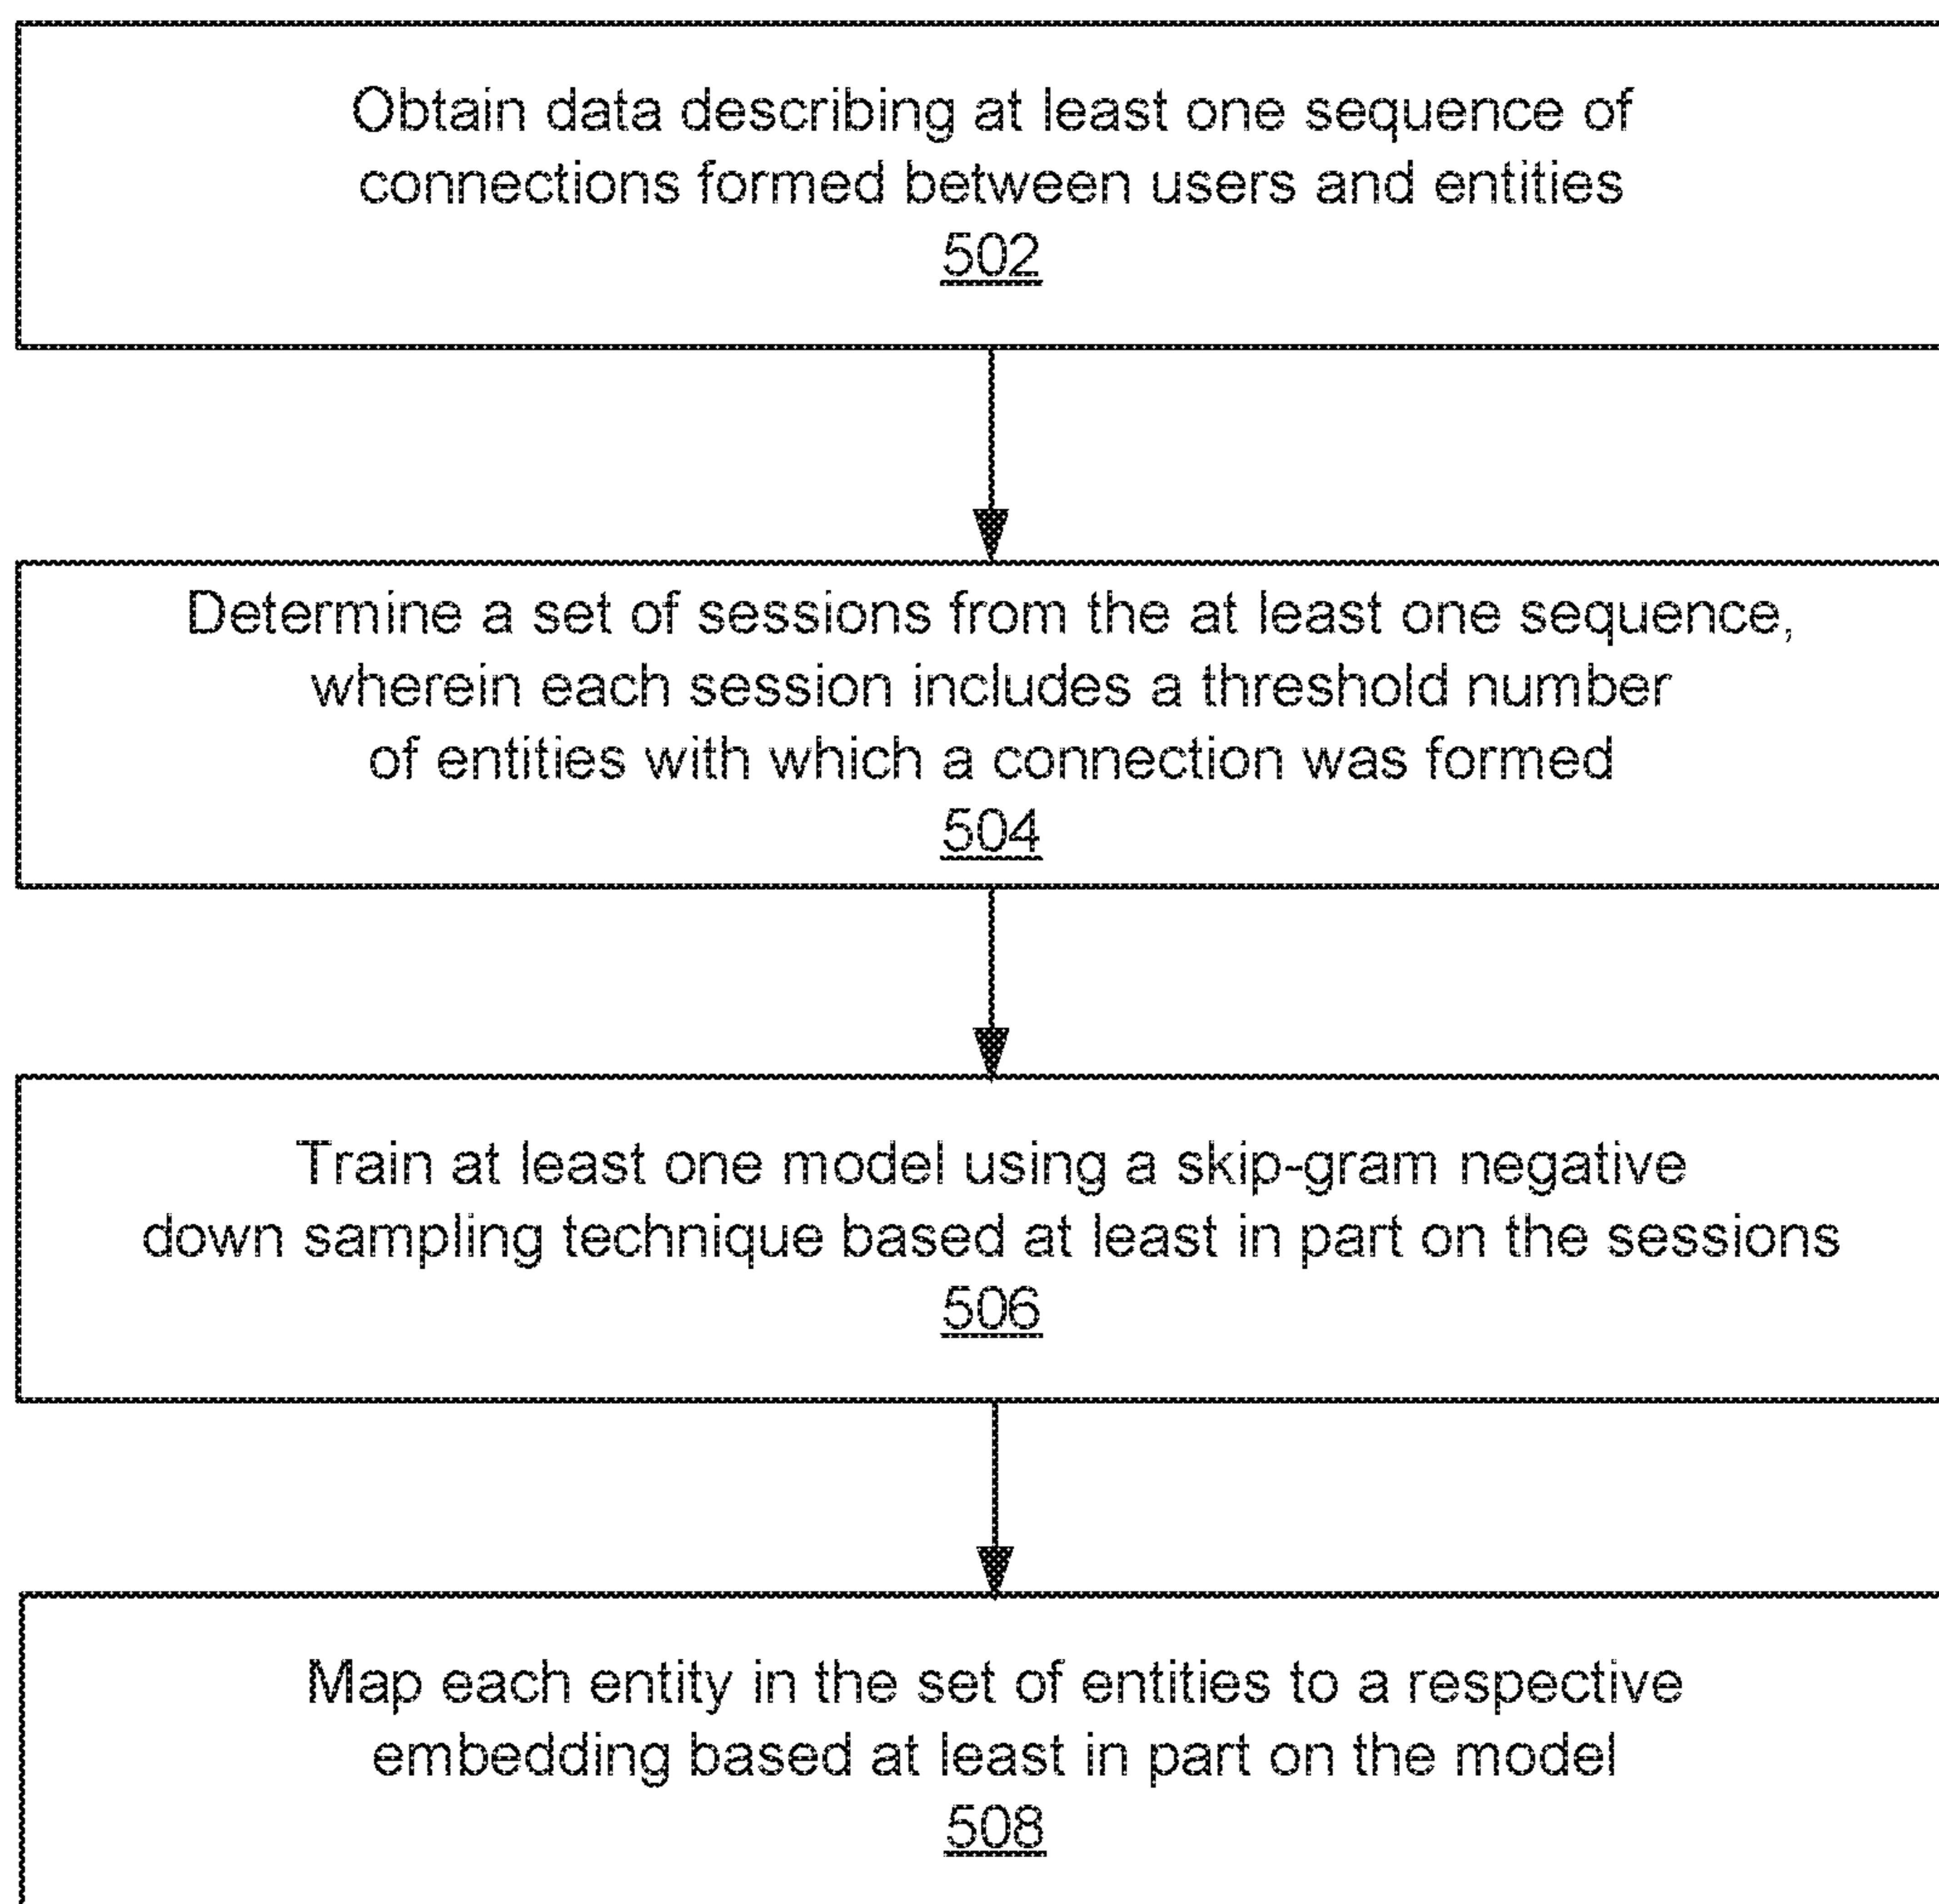 Obtain data describing at least one sequence of
connections formed between users and entities
502
Determine a set of sessions from the at least one sequence,
wherein each session includes a threshold number
of entities with which a connection was formed
504
Train at least one model using a skip-gram negative
down sampling technique based at least in part on the sessions
506
Map each entity in the set of entities to a respective
embedding based at least in part on the model
508